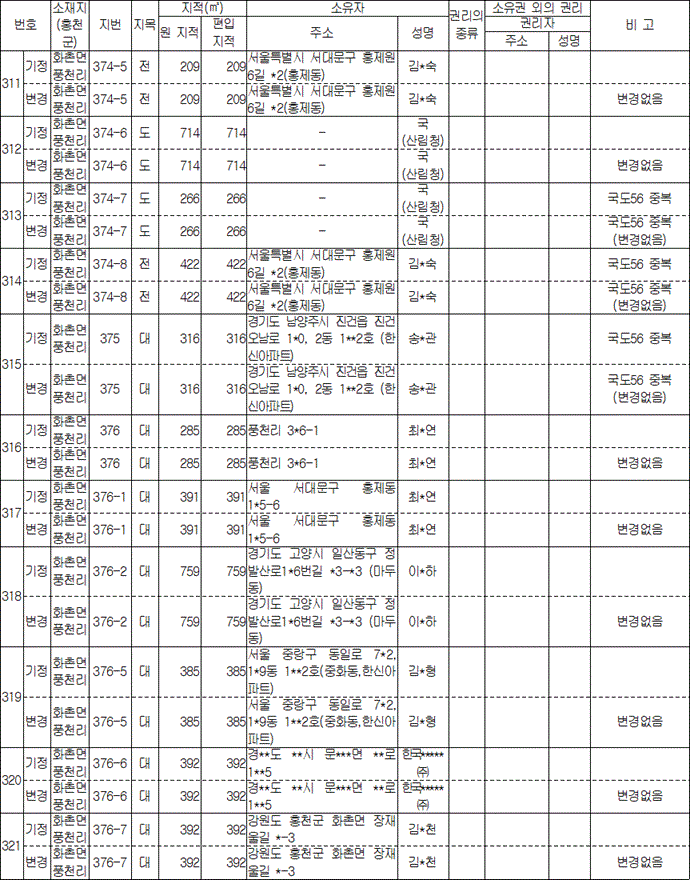 번호 소재지(홍천군) 지번 지목 지적(㎡) 소유자 권리의 종류 소유권 외의 권리 비 고
원 지적 편입 지적 주소 성명 권리자
주소 성명
311 기정 화촌면 풍천리 374-5 전 209 209 서울특별시 서대문구 홍제원6길 *2(홍제동) 김*숙
변경 화촌면 풍천리 374-5 전 209 209 서울특별시 서대문구 홍제원6길 *2(홍제동) 김*숙 변경없음
312 기정 화촌면 풍천리 374-6 도 714 714 - 국(산림청)
변경 화촌면 풍천리 374-6 도 714 714 - 국(산림청) 변경없음
313 기정 화촌면 풍천리 374-7 도 266 266 - 국(산림청) 국도56 중복
변경 화촌면 풍천리 374-7 도 266 266 - 국(산림청) 국도56 중복(변경없음)
314 기정 화촌면 풍천리 374-8 전 422 422 서울특별시 서대문구 홍제원6길 *2(홍제동) 김*숙 국도56 중복
변경 화촌면 풍천리 374-8 전 422 422 서울특별시 서대문구 홍제원6길 *2(홍제동) 김*숙 국도56 중복(변경없음)
315 기정 화촌면 풍천리 375 대 316 316 경기도 남양주시 진건읍 진건오남로 1*0, 2동 1**2호 (한신아파트) 송*관 국도56 중복
변경 화촌면 풍천리 375 대 316 316 경기도 남양주시 진건읍 진건오남로 1*0, 2동 1**2호 (한신아파트) 송*관 국도56 중복(변경없음)
316 기정 화촌면 풍천리 376 대 285 285 풍천리 3*6-1 최*연
변경 화촌면 풍천리 376 대 285 285 풍천리 3*6-1 최*연 변경없음
317 기정 화촌면 풍천리 376-1 대 391 391 서울 서대문구 홍제동 1*5-6 최*연
변경 화촌면 풍천리 376-1 대 391 391 서울 서대문구 홍제동 1*5-6 최*연 변경없음
318 기정 화촌면 풍천리 376-2 대 759 759 경기도 고양시 일산동구 정발산로1*6번길 *3-*3 (마두동) 이*하
변경 화촌면 풍천리 376-2 대 759 759 경기도 고양시 일산동구 정발산로1*6번길 *3-*3 (마두동) 이*하 변경없음
319 기정 화촌면 풍천리 376-5 대 385 385 서울 중랑구 동일로 7*2, 1*9동 1**2호(중화동,한신아파트) 김*형
변경 화촌면 풍천리 376-5 대 385 385 서울 중랑구 동일로 7*2, 1*9동 1**2호(중화동,한신아파트) 김*형 변경없음
320 기정 화촌면 풍천리 376-6 대 392 392 경**도 **시 문***면 **로 1**5 한국*****㈜
변경 화촌면 풍천리 376-6 대 392 392 경**도 **시 문***면 **로 1**5 한국*****㈜ 변경없음
321 기정 화촌면 풍천리 376-7 대 392 392 강원도 홍천군 화촌면 장재울길 *-3 김*천
변경 화촌면 풍천리 376-7 대 392 392 강원도 홍천군 화촌면 장재울길 *-3 김*천 변경없음